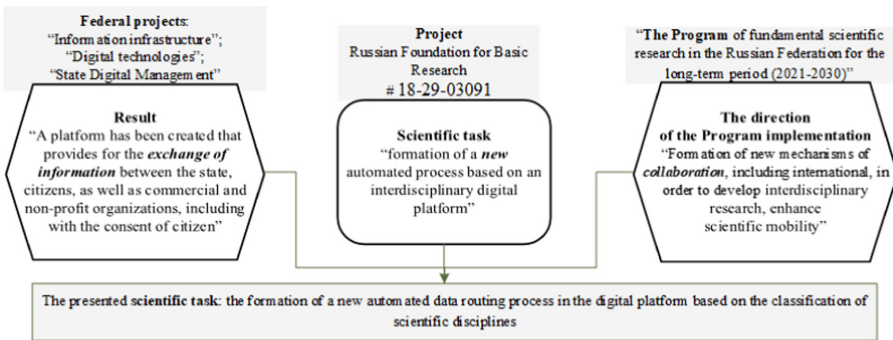 Federal projects:
“Information infrastructure”;
“Digital technologies”;
“State Digital Management”
Result
“A platform has been created that
provides for the exchange of
information between the state,
citizens, as well as commercial and
non-profit organizations, including
with the consent of citizen”
Project
Russian Foundation for Basic
Research
# 18-29-03091
Scientific task
“formation of a new
automated process based on an
interdisciplinary digital
platform”
“The Program of fundamental scientific
research in the Russian Federation for the
long-term period (2021-2030)”
The direction
of the Program implementation
“Formation of new mechanisms of
collaboration, including international, in
order to develop interdisciplinary
research, enhance
scientific mobility”
The presented scientific task: the formation of a new automated data routing process in the digital platform based on the classification of
scientific disciplines